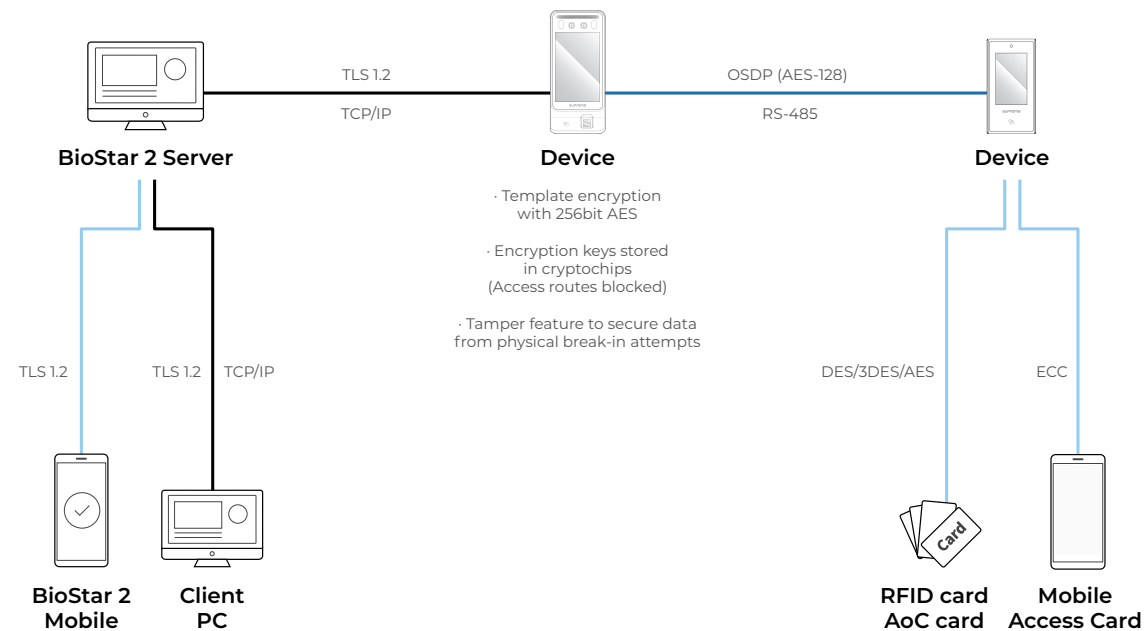 TLS 1.2
TCP/IP
OSDP (AES-128)
RS-485
BioStar 2 Server
Device
Device
· Template encryption
with 256bit AES
· Encryption keys stored
in cryptochips
(Access routes blocked)
· Tamper feature to secure data
from physical break-in attempts
TLS 1.2
TLS 1.2
TCP/IP
DES/3DES/AES
ECC
suprema
suprema
Card
BioStar 2
Mobile
Client
PC
RFID card
AoC card
Mobile
Access Card